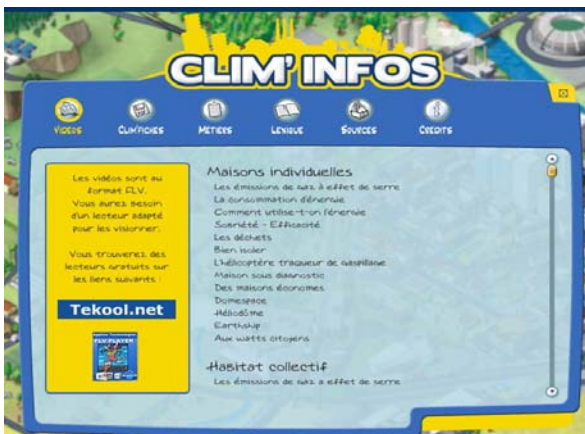 CLIM' INFOS
VIDÉOS
CLIM'FICHES
MÉTIERS
LEXIQUE
SOURCES
CRÉDITS
Les vidéos sont au
format FLV.
Vous aurez besoin
d'un lecteur adapté
pour les visionner.
Vous trouverez des
lecteurs gratuits sur
les liens suivants :
Tekool.net
FLV PLAYER
Maisons individuelles
Les émissions de gaz à effet de serre
La consommation d'énergie
Comment utilise-t-on l'énergie
Sobriété - Efficacité
Les déchets
Bien isoler
L'hélicoptère traqueur de gaspillage
Maison sous diagnostic
Des maisons économes
Domespace
Héliodôme
Earthship
Aux watts citoyens
Habitat collectif
Les émissions de gaz a effet de serre